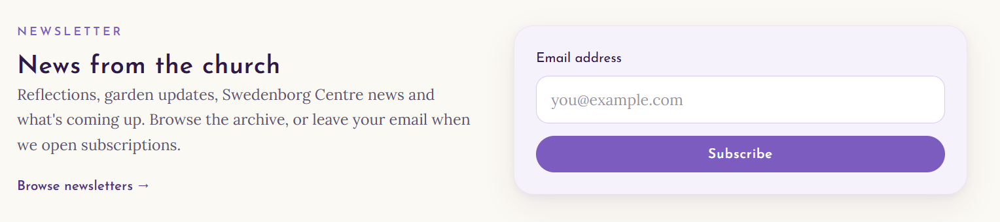 NEWSLETTER
News from the church
Reflections, garden updates, Swedenborg Centre news and
what's coming up. Browse the archive, or leave your email when
we open subscriptions.
Browse newsletters →
Email address
you@example.com
Subscribe